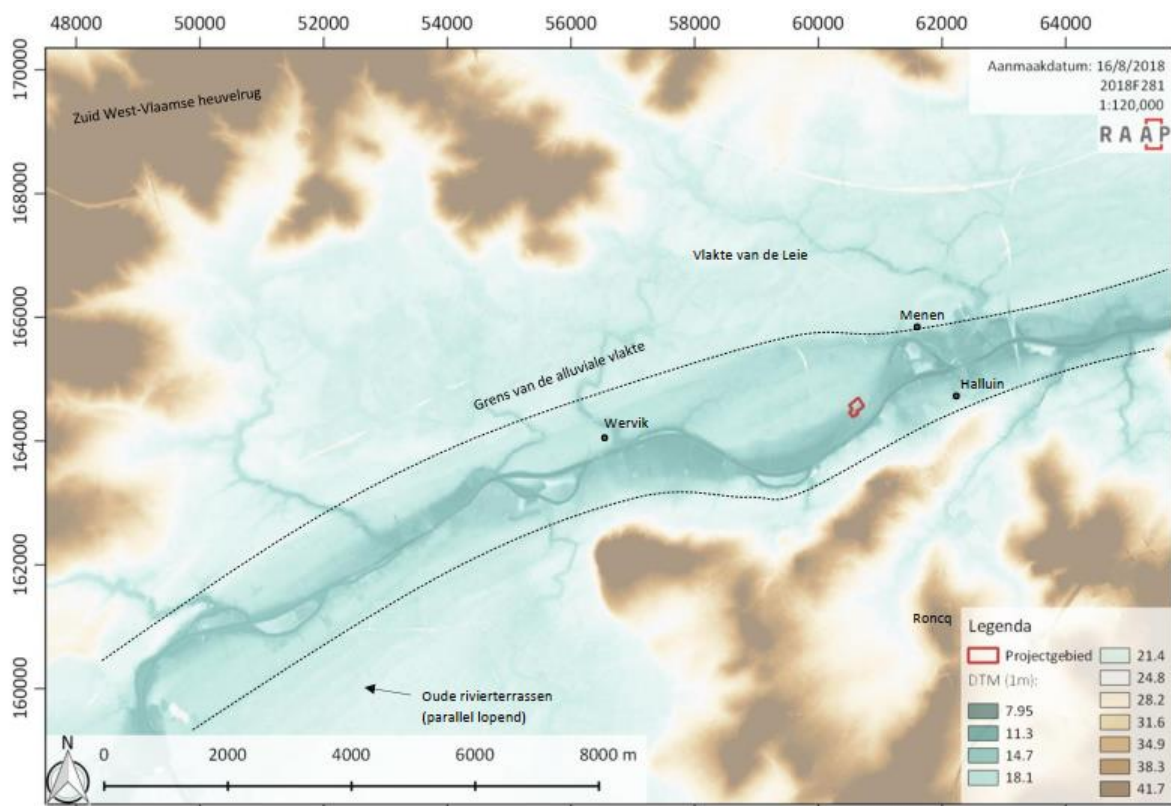 48000 50000 52000 54000 56000 58000 60000 62000 64000
170000
168000
166000
164000
162000
160000
Aanmaakdatum: 16/8/2018
2018F281
1:120,000
RAAP
Zuid West-Vlaamse heuvelrug
Vlakte van de Leie
Menen
Grens van de alluviale vlakte
Halluin
Wervik
Roncq
Oude rivierterrassen
(parallel lopend)
N
0 2000 4000 6000 8000 m
Legenda
Projectgebied
DTM (1m):
7.95
11.3
14.7
18.1
21.4
24.8
28.2
31.6
34.9
38.3
41.7